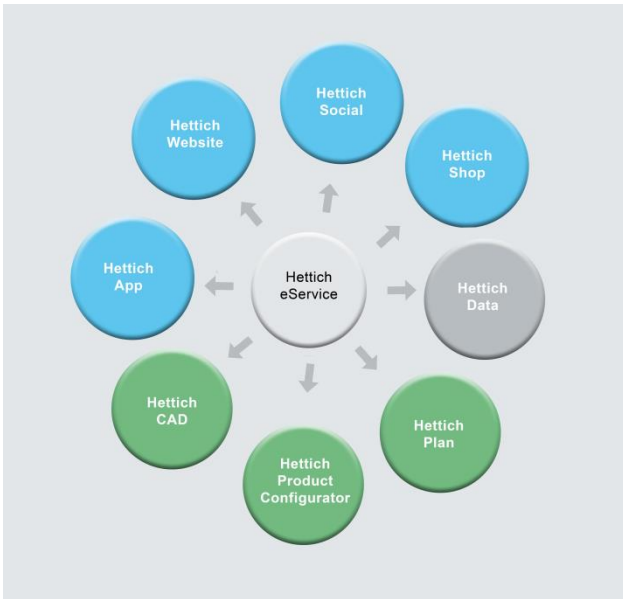 Hettich
Social
Hettich
Website
Hettich
Shop
Hettich
App
Hettich
eService
Hettich
Data
Hettich
CAD
Hettich
Plan
Hettich
Product
Configurator